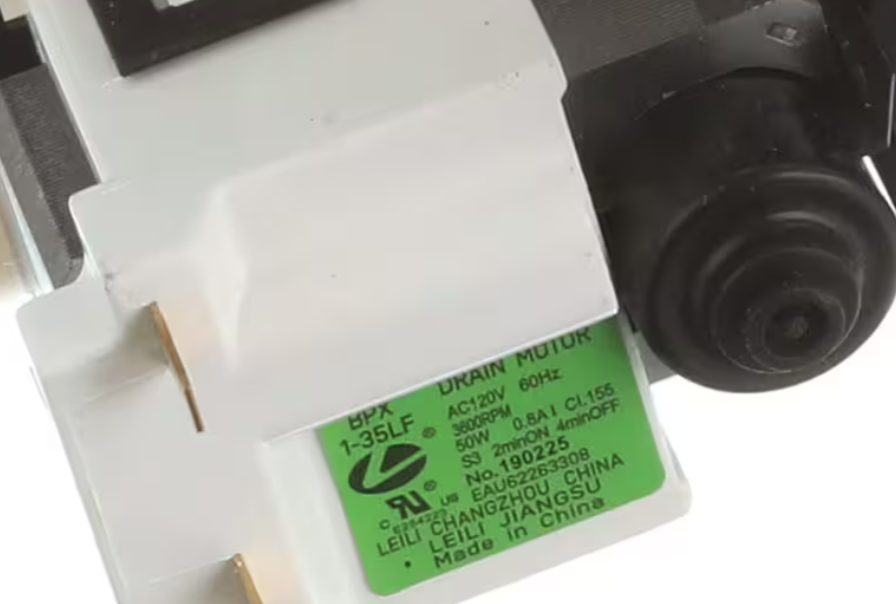 DRAIN MOTOR
BPX
1-35LF
AC120V 60Hz
3600RPM
50W 0.8A I Cl.155
S3 2minON 4minOFF
No.190225
EAU62263308
LEILI CHANGZHOU CHINA
• LEILI JIANGSU
Made in China